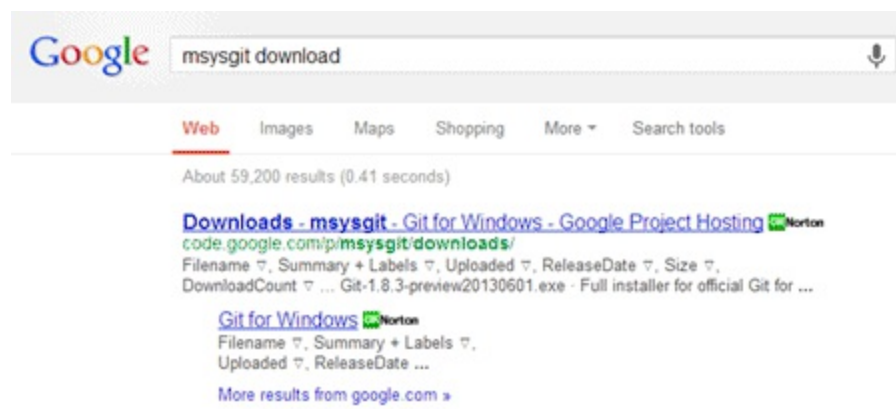 Google msysgit download
Web Images Maps Shopping More Search tools
About 59,200 results (0.41 seconds)
Downloads - msysgit - Git for Windows - Google Project Hosting OK Norton
code.google.com/p/msysgit/downloads/
Filename ▽, Summary + Labels ▽, Uploaded ▽, ReleaseDate ▽, Size ▽,
DownloadCount ▽ ... Git-1.8.3-preview20130601.exe · Full installer for official Git for ...
Git for Windows OK Norton
Filename ▽, Summary + Labels ▽,
Uploaded ▽, ReleaseDate ...
More results from google.com »